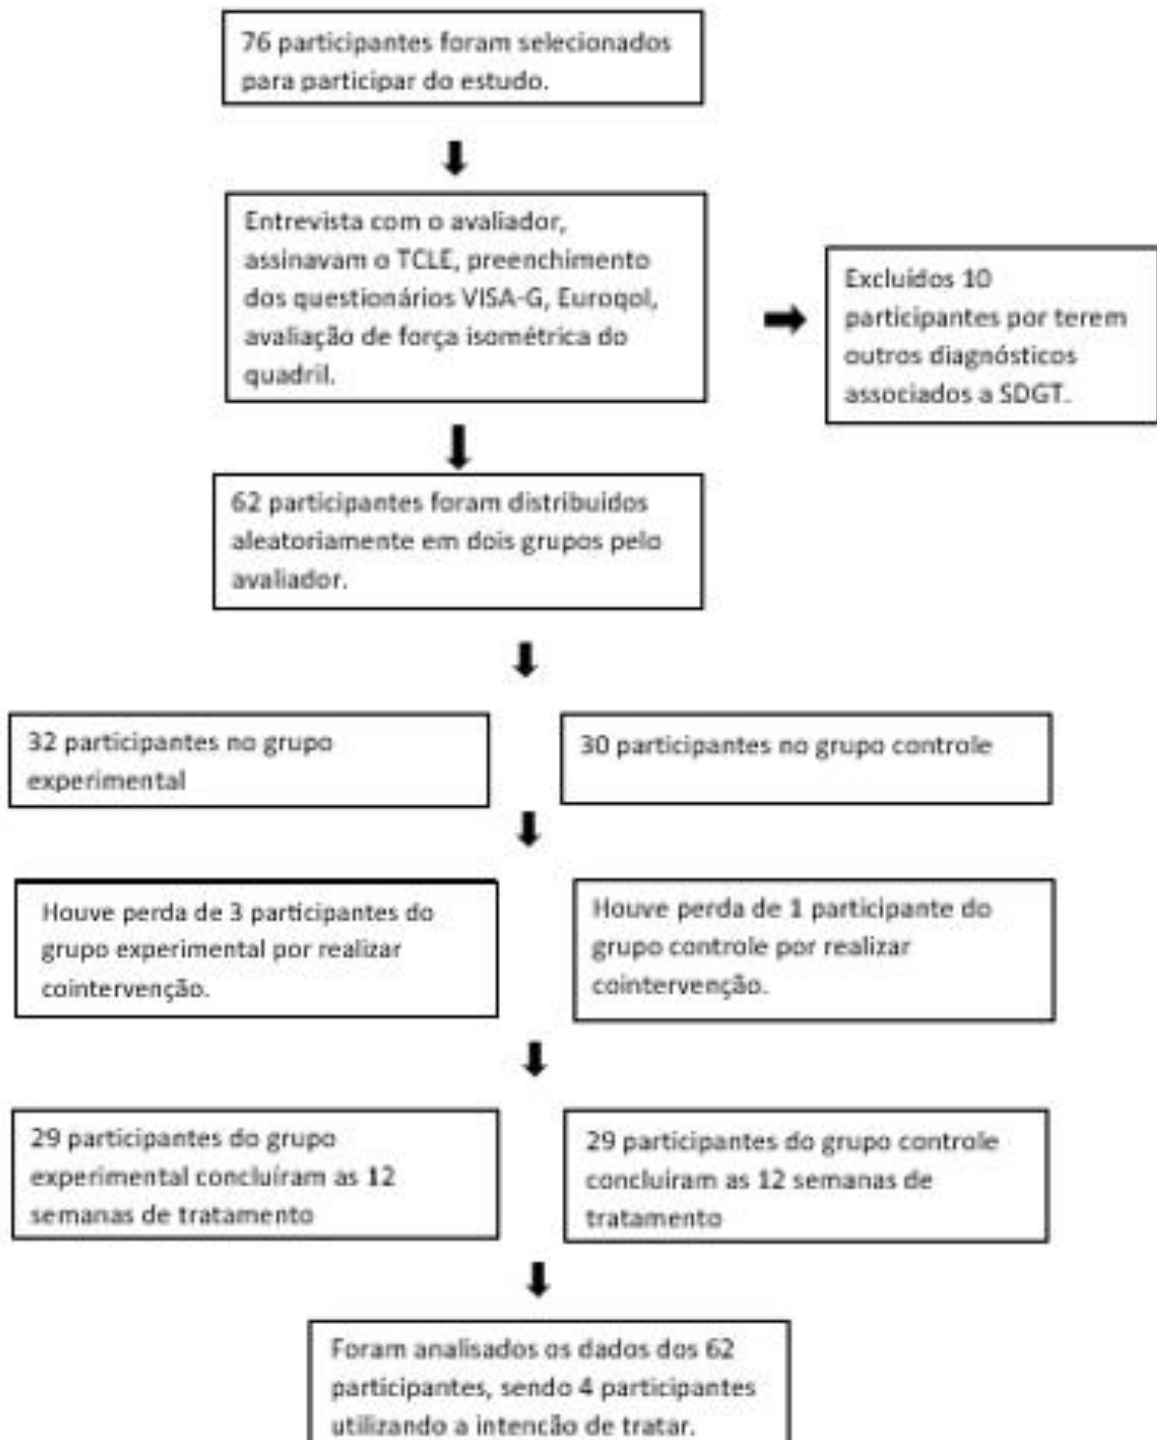 76 participantes foram selecionados
para participar do estudo.
Entrevista com o avaliador,
assinavam o TCLE, preenchimento
dos questionários VISA-G, Euroqol,
avaliação de força isométrica do
quadril.
Excluídos 10
participantes por terem
outros diagnósticos
associados a SDGT.
62 participantes foram distribuídos
aleatoriamente em dois grupos pelo
avaliador.
32 participantes no grupo
experimental
30 participantes no grupo controle
Houve perda de 3 participantes do
grupo experimental por realizar
cointervenção.
Houve perda de 1 participante do
grupo controle por realizar
cointervenção.
29 participantes do grupo
experimental concluíram as 12
semanas de tratamento
29 participantes do grupo controle
concluíram as 12 semanas de
tratamento
Foram analisados os dados dos 62
participantes, sendo 4 participantes
utilizando a intenção de tratar.